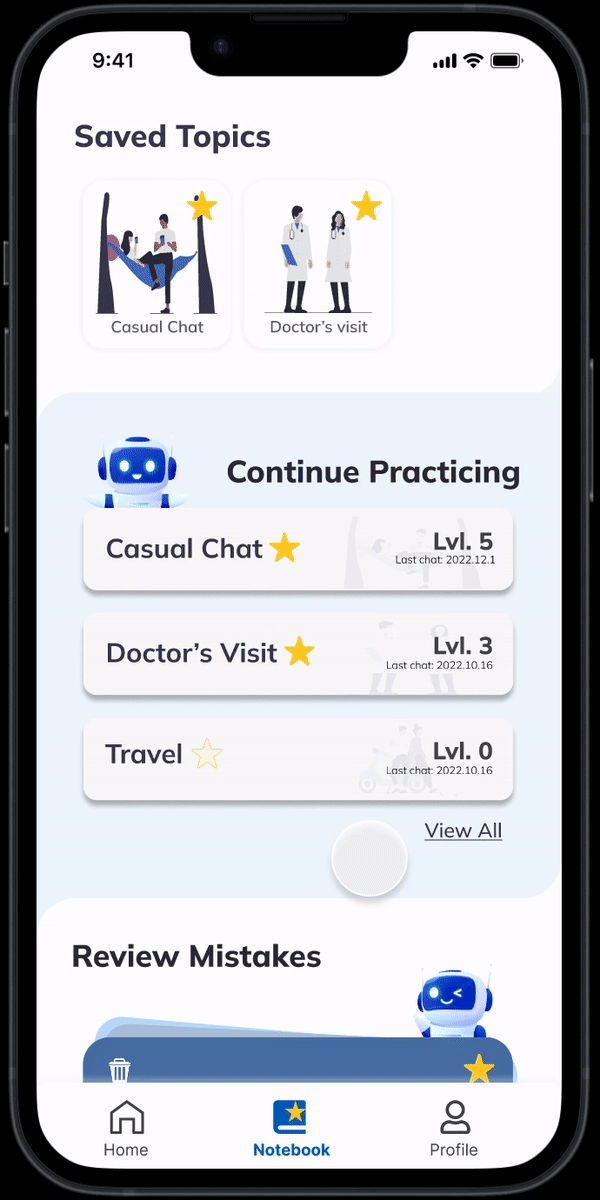 9:41
Saved Topics
Casual Chat
Doctor's visit
Continue Practicing
Casual Chat
Lvl. 5
Last chat: 2022.12.1
Doctor's Visit
Lvl. 3
Last chat: 2022.10.16
Travel
Lvl. 0
Last chat: 2022.10.16
View All
Review Mistakes
Home
Notebook
Profile